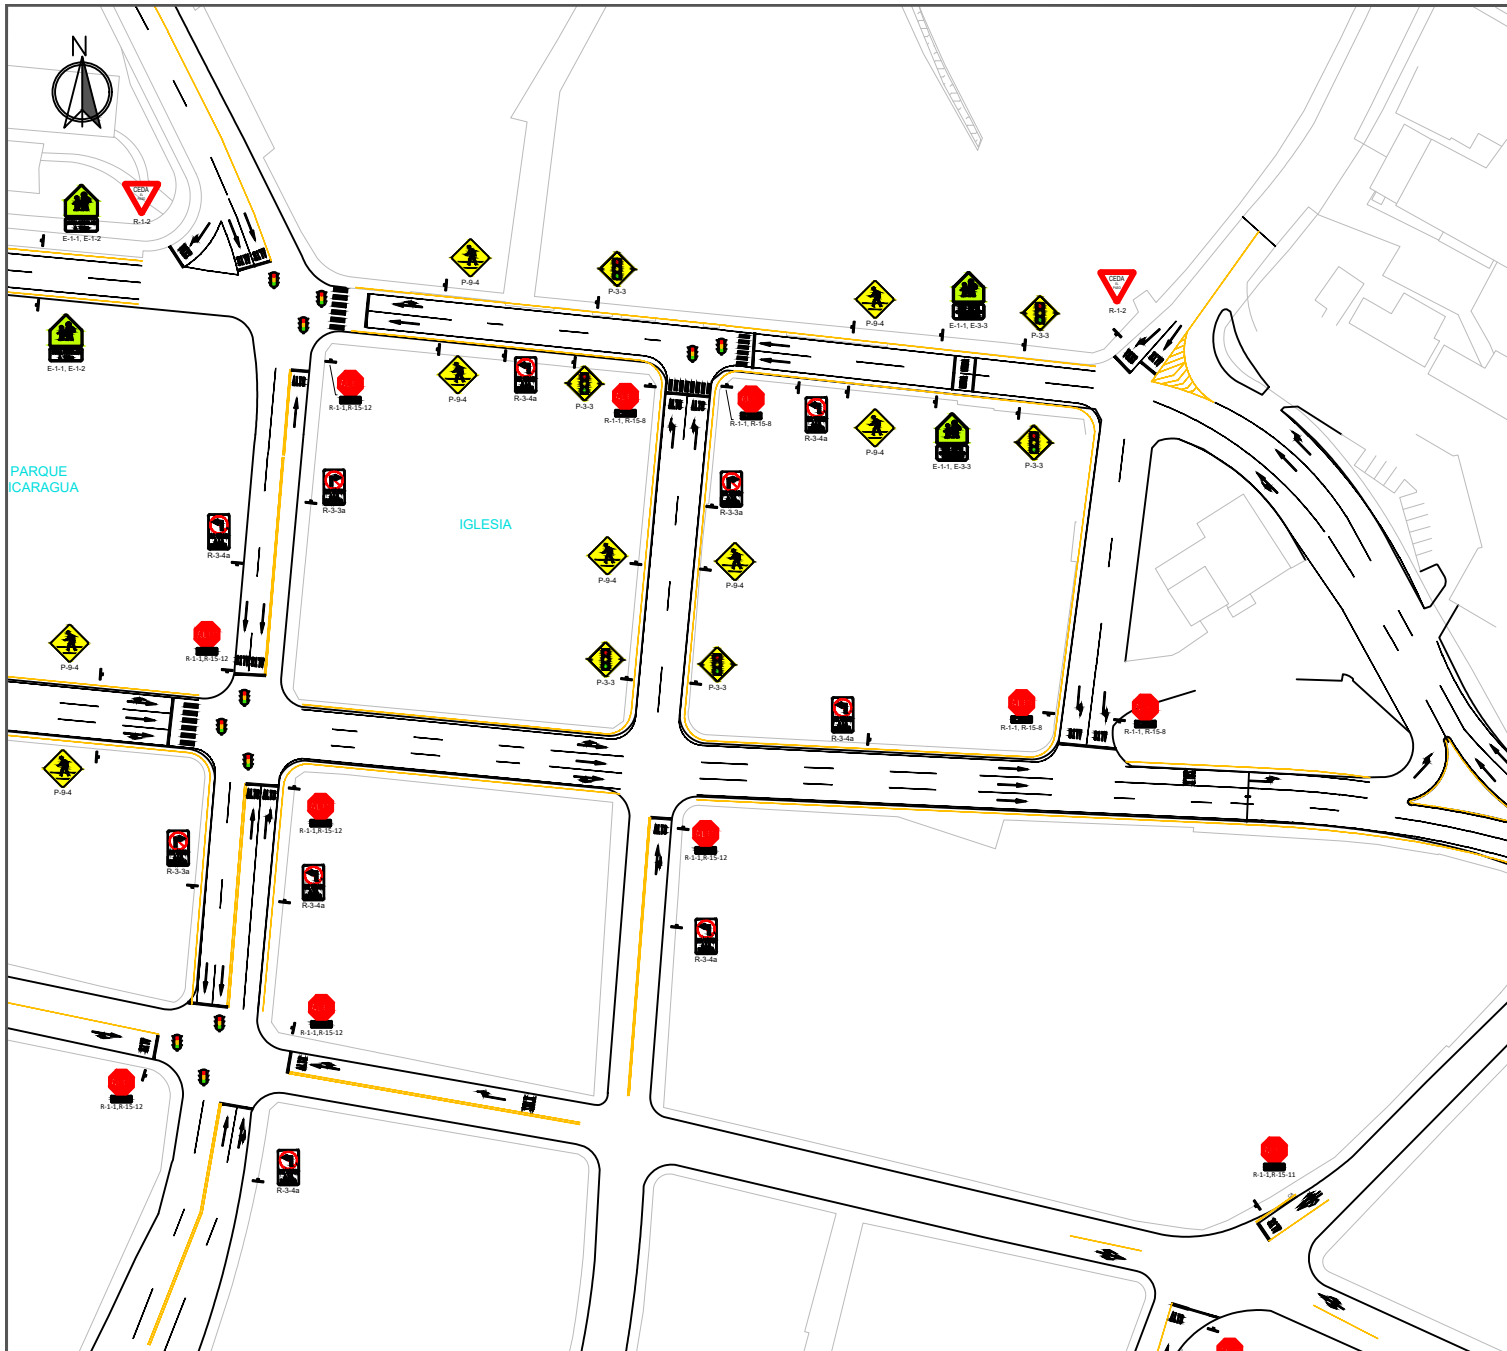 N
CEDA
R-1-2
E-1-1, E-1-2
E-1-1, E-1-2
P-9-4
P-3-3
P-9-4
E-1-1, E-3-3
P-3-3
CEDA
R-1-2
R-1-1,R-15-12
P-9-4
R-3-4a
P-3-3
R-1-1, R-15-8
R-1-1, R-15-8
R-3-4a
P-9-4
E-1-1, E-3-3
P-3-3
PARQUE
ICARAGUA
R-3-3a
IGLESIA
R-3-3a
R-3-4a
P-9-4
P-9-4
R-1-1,R-15-12
P-9-4
P-3-3
P-3-3
R-3-4a
R-1-1, R-15-8
R-1-1, R-15-8
P-9-4
R-1-1,R-15-12
R-1-1,R-15-12
R-3-3a
R-3-4a
R-3-4a
R-1-1,R-15-12
R-1-1,R-15-12
R-3-4a
R-1-1,R-15-11